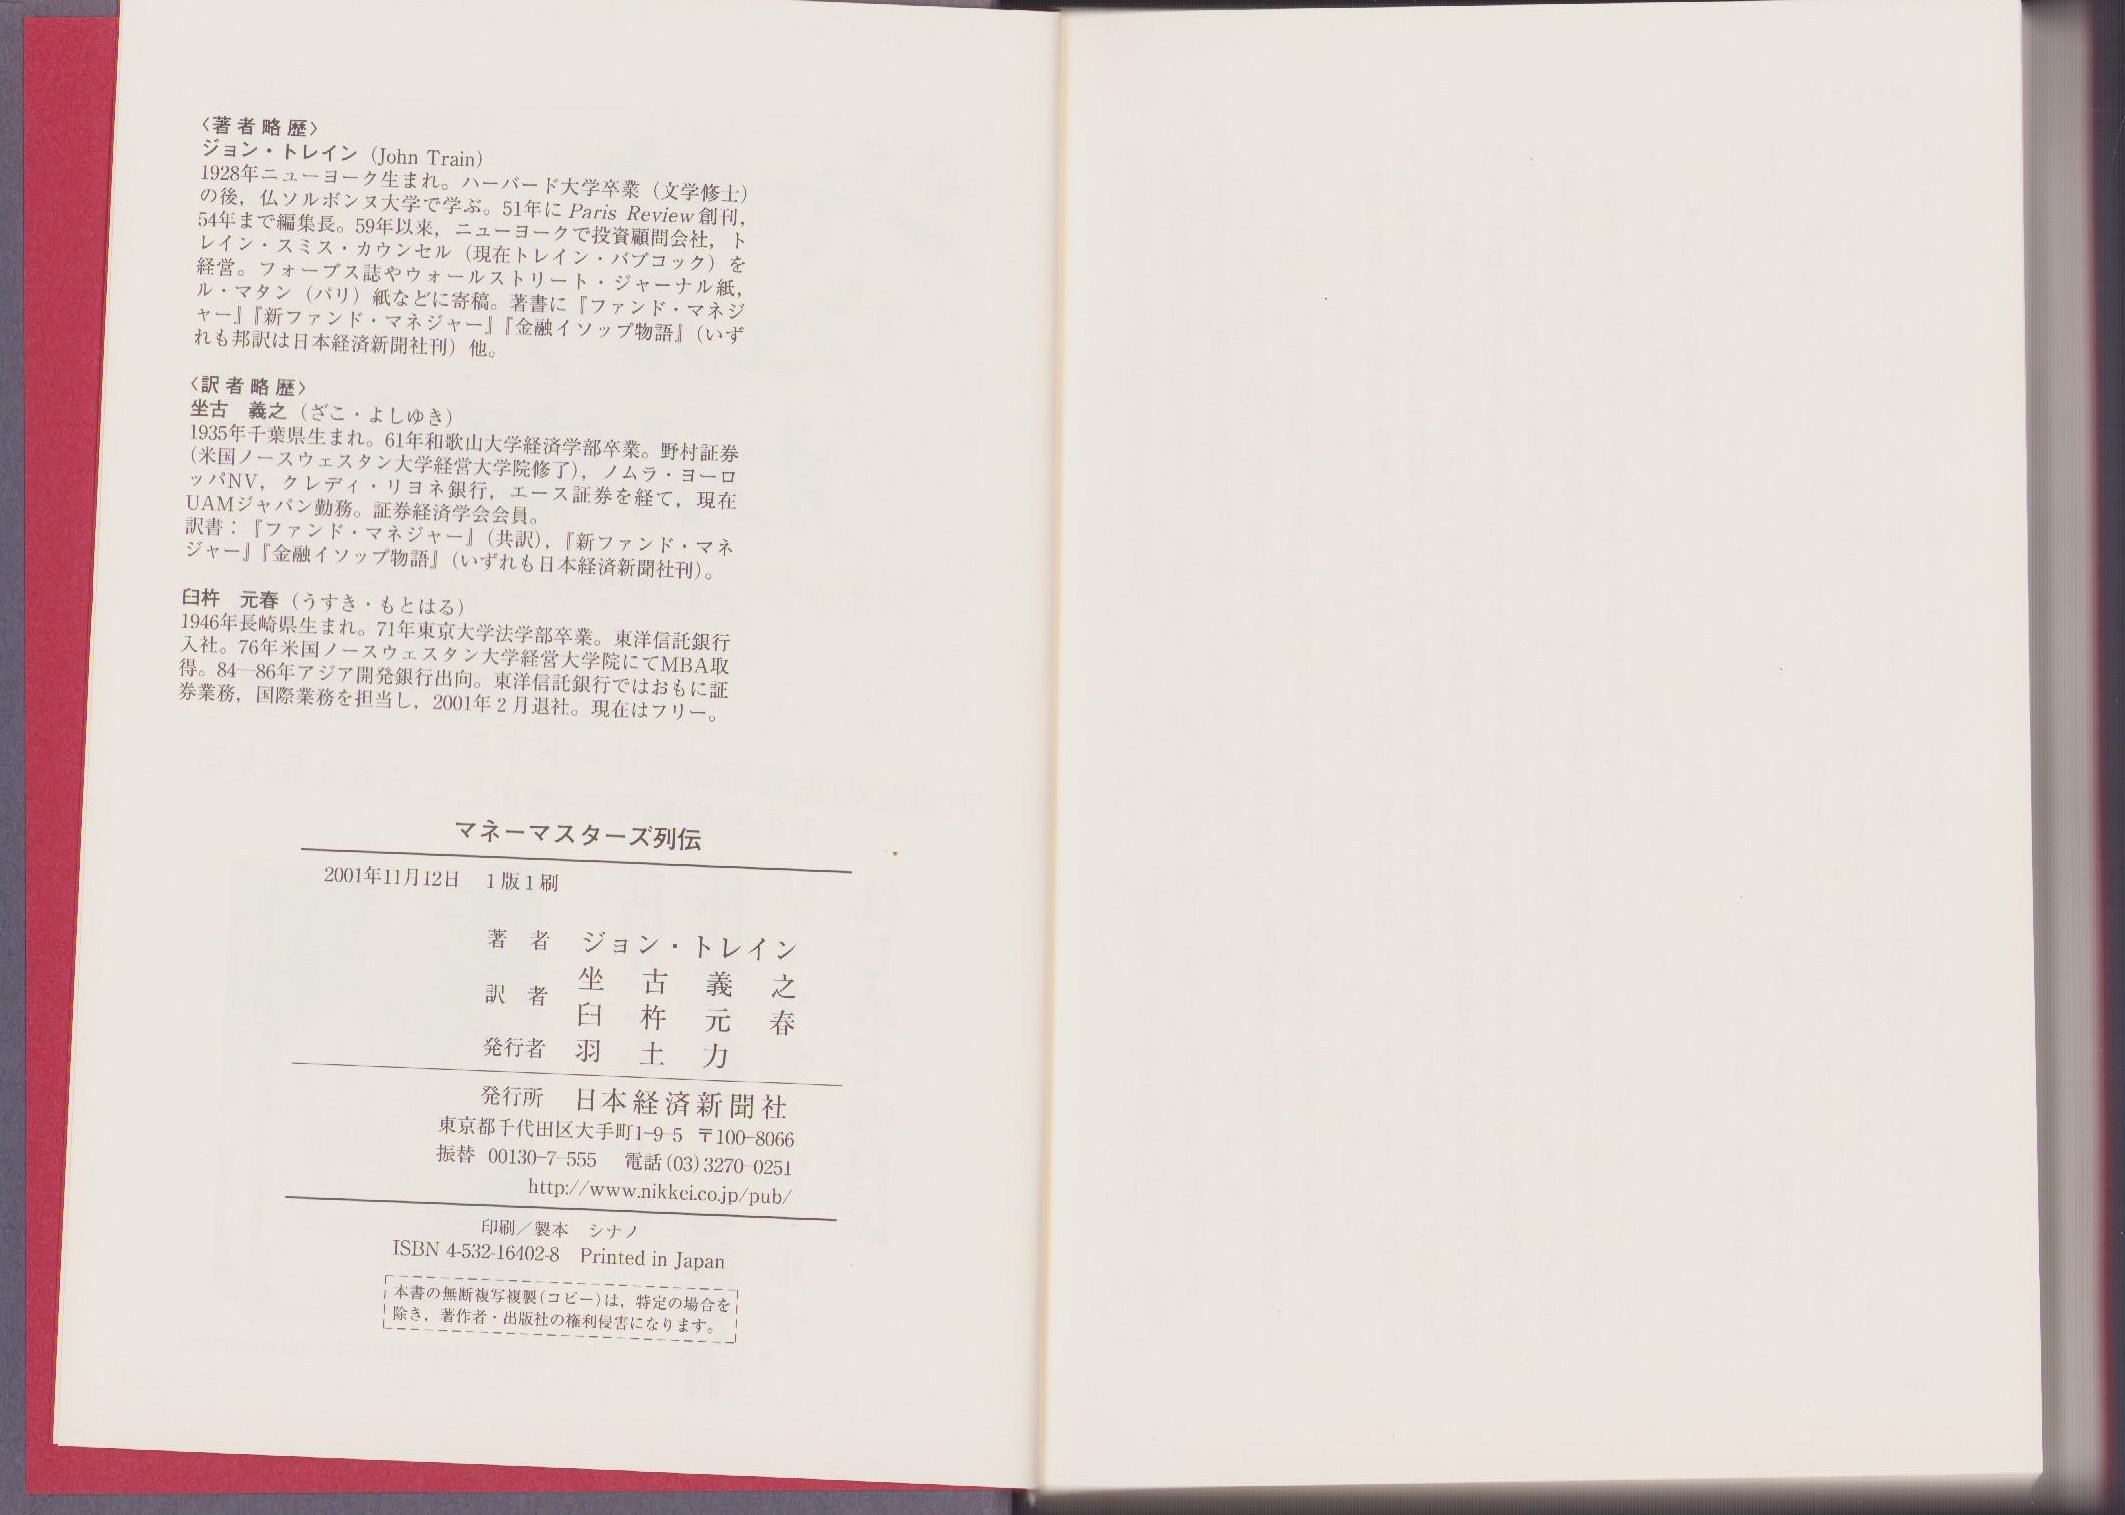 〈著者略歴〉
ジョン・トレイン（John Train）
1928年ニューヨーク生まれ。ハーバード大学卒業（文学修士）
の後，仏ソルボンヌ大学で学ぶ。51年に Paris Review 創刊，
54年まで編集長。59年以来，ニューヨークで投資顧問会社，ト
レイン・スミス・カウンセル（現在トレイン・バブコック）を
経営。フォーブス誌やウォールストリート・ジャーナル紙，
ル・マタン（パリ）紙などに寄稿。著書に『ファンド・マネジ
ャー』『新ファンド・マネジャー』『金融イソップ物語』（いず
れも邦訳は日本経済新聞社刊）他。
〈訳者略歴〉
坐古　義之（ざこ・よしゆき）
1935年千葉県生まれ。61年和歌山大学経済学部卒業。野村証券
（米国ノースウェスタン大学経営大学院修了），ノムラ・ヨーロ
ッパNV，クレディ・リヨネ銀行，エース証券を経て，現在
UAMジャパン勤務。証券経済学会会員。
訳書：『ファンド・マネジャー』（共訳），『新ファンド・マネ
ジャー』『金融イソップ物語』（いずれも日本経済新聞社刊）。
臼杵　元春（うすき・もとはる）
1946年長崎県生まれ。71年東京大学法学部卒業。東洋信託銀行
入社。76年米国ノースウェスタン大学経営大学院にてMBA取
得。84―86年アジア開発銀行出向。東洋信託銀行ではおもに証
券業務，国際業務を担当し，2001年2月退社。現在はフリー。
マネーマスターズ列伝
2001年11月12日　1版1刷
著　者　ジョン・トレイン
訳　者　坐　古　義　之
臼　杵　元　春
発行者　羽　土　力
発行所　日本経済新聞社
東京都千代田区大手町1-9-5　〒100-8066
振替　00130-7-555　電話(03)3270-0251
http://www.nikkei.co.jp/pub/
印刷／製本　シナノ
ISBN 4-532-16402-8　Printed in Japan
本書の無断複写複製(コピー)は，特定の場合を
除き，著作者・出版社の権利侵害になります。